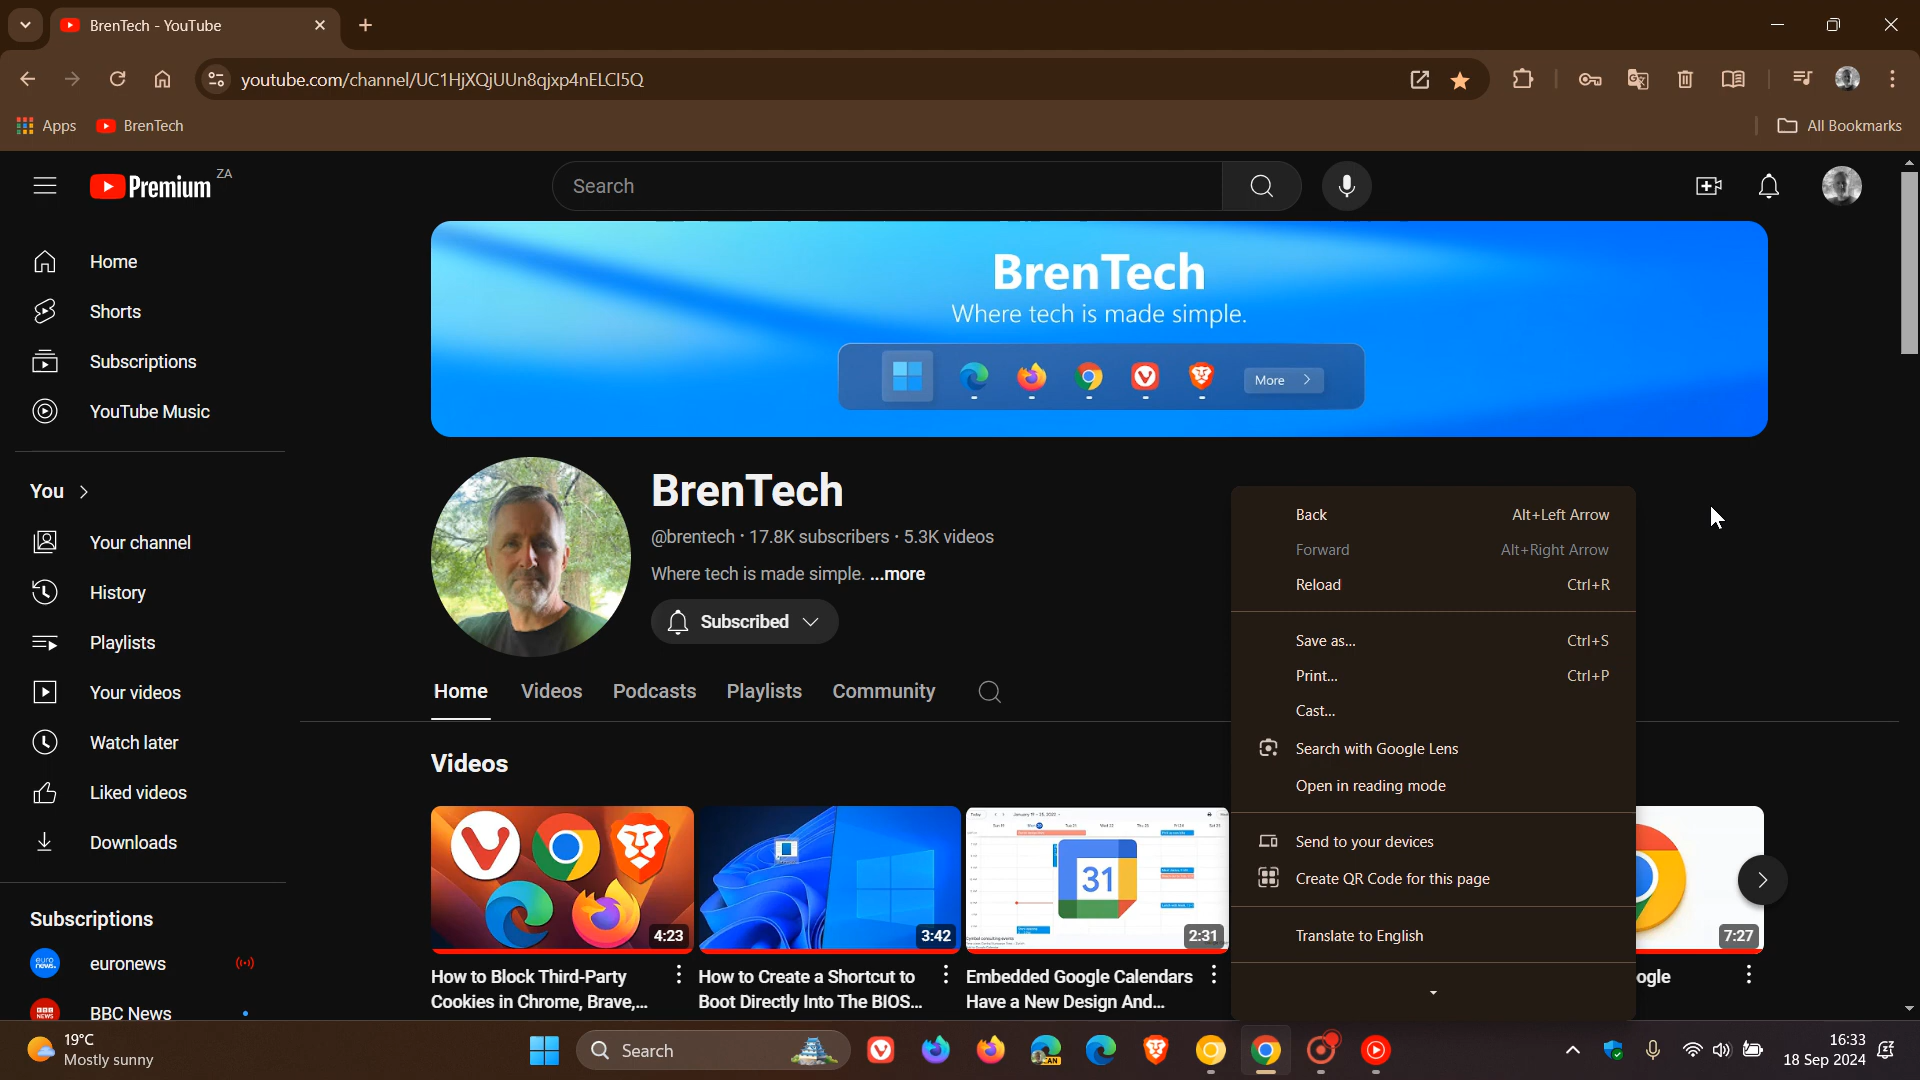 BrenTech - YouTube
youtube.com/channel/UC1HjXQjUUn8qjxp4nELCI5Q
Apps
BrenTech
All Bookmarks
Premium ZA
Search
Home
Shorts
Subscriptions
YouTube Music
You
Your channel
History
Playlists
Your videos
Watch later
Liked videos
Downloads
Subscriptions
euronews
BBC News
BrenTech
Where tech is made simple.
More
BrenTech
@brentech · 17.8K subscribers · 5.3K videos
Where tech is made simple. ...more
Subscribed
Home Videos Podcasts Playlists Community
Videos
4:23
How to Block Third-Party
Cookies in Chrome, Brave,...
3:42
How to Create a Shortcut to
Boot Directly Into The BIOS...
31
2:31
Embedded Google Calendars
Have a New Design And...
7:27
ogle
Back Alt+Left Arrow
Forward Alt+Right Arrow
Reload Ctrl+R
Save as... Ctrl+S
Print... Ctrl+P
Cast...
Search with Google Lens
Open in reading mode
Send to your devices
Create QR Code for this page
Translate to English
19°C
Mostly sunny
Search
CAN
16:33
18 Sep 2024